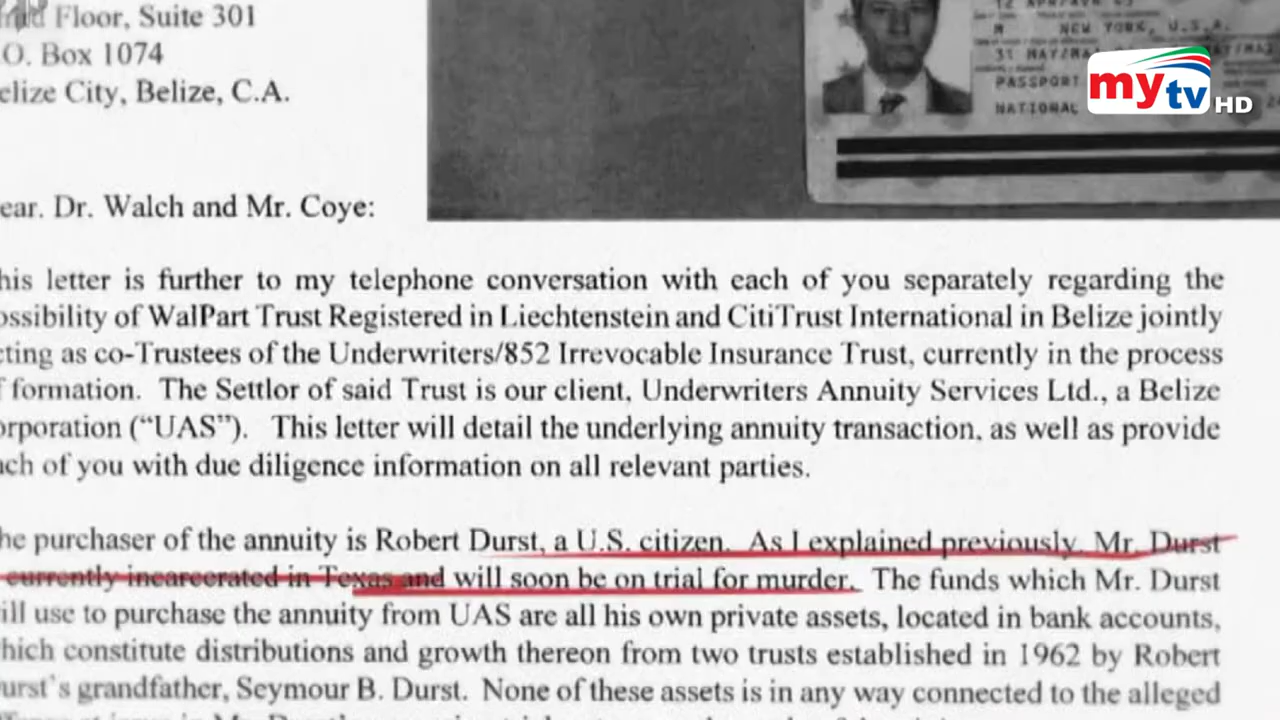 Floor, Suite 301
.O. Box 1074
elize City, Belize, C.A.
12
M NEW YORK, U.S.A.
31 MAY/MA
PASSPORT
NATIONAL
mytv HD
ear. Dr. Walch and Mr. Coye:
his letter is further to my telephone conversation with each of you separately regarding the
ossibility of WalPart Trust Registered in Liechtenstein and CitiTrust International in Belize jointly
cting as co-Trustees of the Underwriters/852 Irrevocable Insurance Trust, currently in the process
f formation. The Settlor of said Trust is our client, Underwriters Annuity Services Ltd., a Belize
orporation (“UAS”). This letter will detail the underlying annuity transaction, as well as provide
ach of you with due diligence information on all relevant parties.
he purchaser of the annuity is Robert Durst, a U.S. citizen. As I explained previously, Mr. Durst
currently incarcerated in Texas and will soon be on trial for murder. The funds which Mr. Durst
ill use to purchase the annuity from UAS are all his own private assets, located in bank accounts,
hich constitute distributions and growth thereon from two trusts established in 1962 by Robert
urst's grandfather, Seymour B. Durst. None of these assets is in any way connected to the alleged